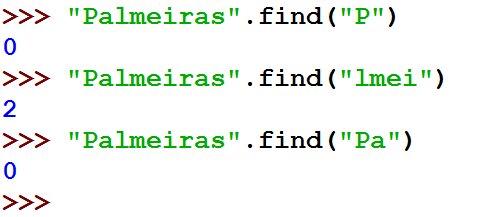 >>> "Palmeiras".find("P")
0
>>> "Palmeiras".find("lmei")
2
>>> "Palmeiras".find("Pa")
0
>>>